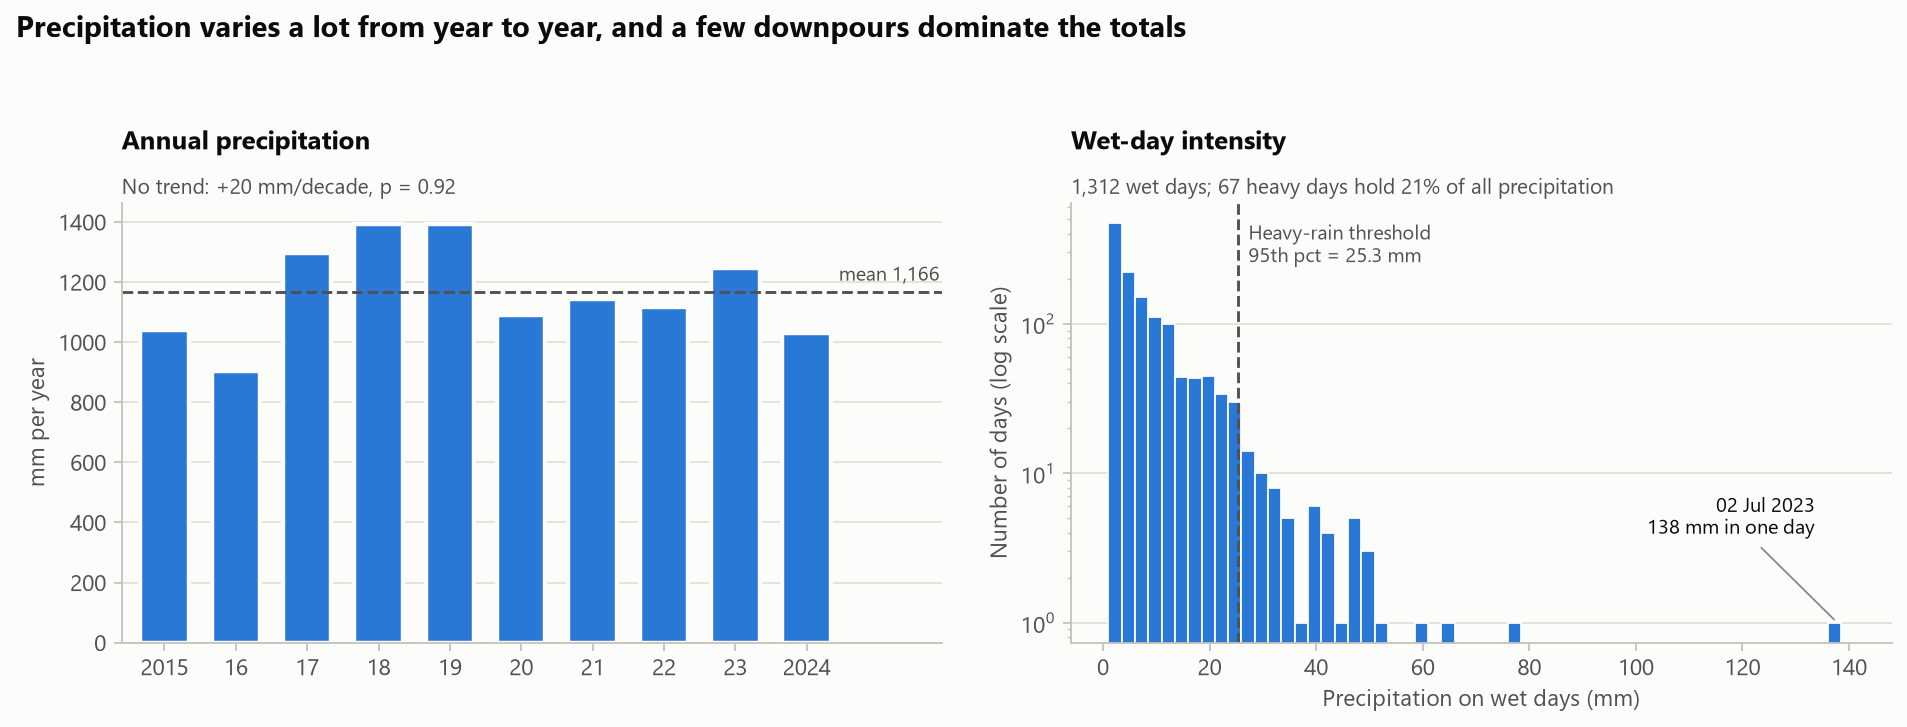 Precipitation varies a lot from year to year, and a few downpours dominate the totals
Annual precipitation
No trend: +20 mm/decade, p = 0.92
mm per year
1400
1200
1000
800
600
400
200
0
mean 1,166
2015 16 17 18 19 20 21 22 23 2024
Wet-day intensity
1,312 wet days; 67 heavy days hold 21% of all precipitation
Number of days (log scale)
10²
10¹
10⁰
Heavy-rain threshold
95th pct = 25.3 mm
02 Jul 2023
138 mm in one day
0 20 40 60 80 100 120 140
Precipitation on wet days (mm)